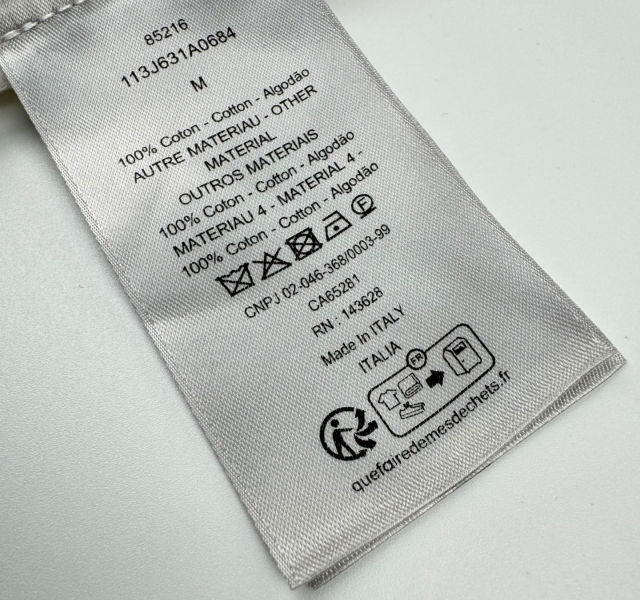 85216
113J631A0684
M
100% Coton - Cotton - Algodão
AUTRE MATERIAU - OTHER
MATERIAL
OUTROS MATERIAIS
100% Coton - Cotton - Algodão
MATERIAU 4 - MATERIAL 4 -
100% Coton - Cotton - Algodão
CNPJ 02-046-368/0003-99
CA65281
RN : 143628
Made In ITALY
ITALIA
FR
quefairedemesdechets.fr